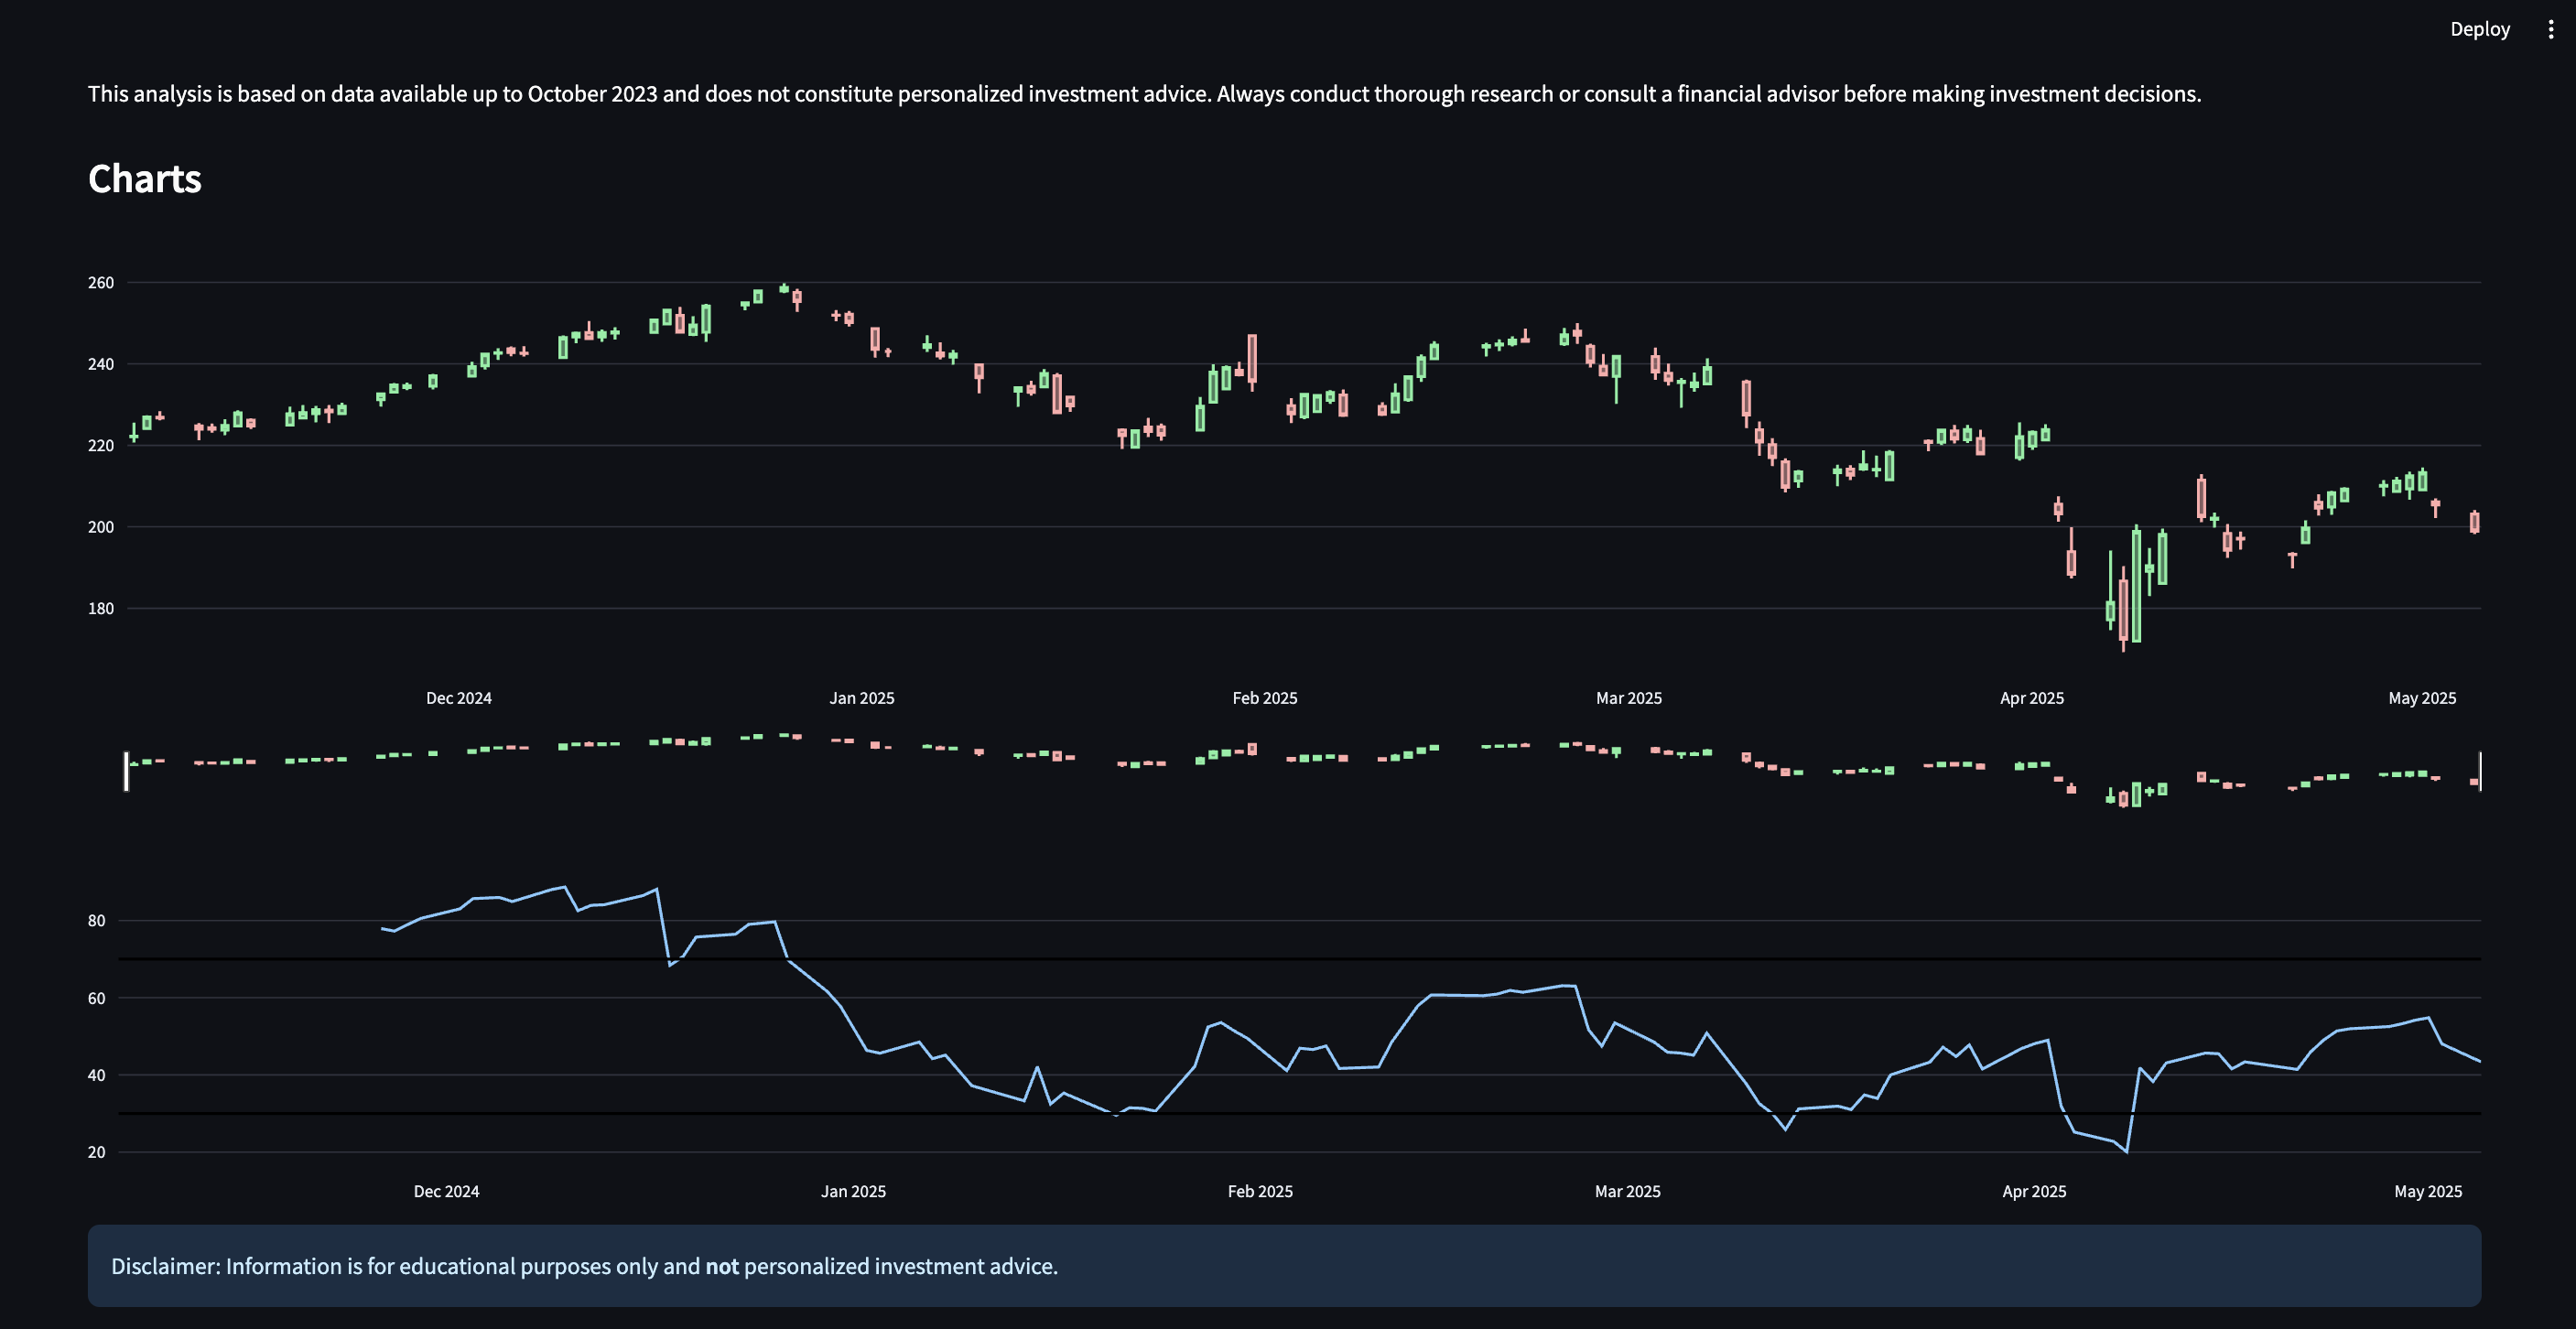 Deploy
This analysis is based on data available up to October 2023 and does not constitute personalized investment advice. Always conduct thorough research or consult a financial advisor before making investment decisions.
Charts
260
240
220
200
180
Dec 2024 Jan 2025 Feb 2025 Mar 2025 Apr 2025 May 2025
80
60
40
20
Dec 2024 Jan 2025 Feb 2025 Mar 2025 Apr 2025 May 2025
Disclaimer: Information is for educational purposes only and not personalized investment advice.